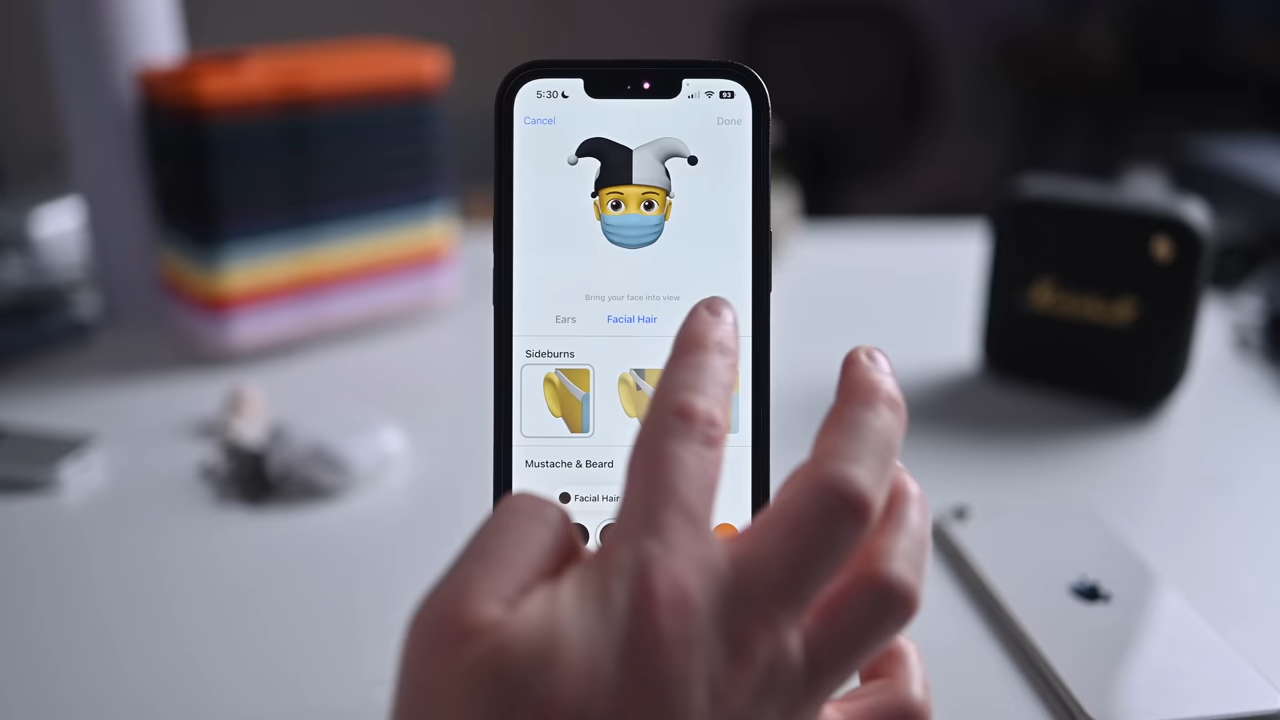 5:30
93
Cancel
Done
Bring your face into view
Ears
Facial Hair
Sideburns
Mustache & Beard
Facial Hair